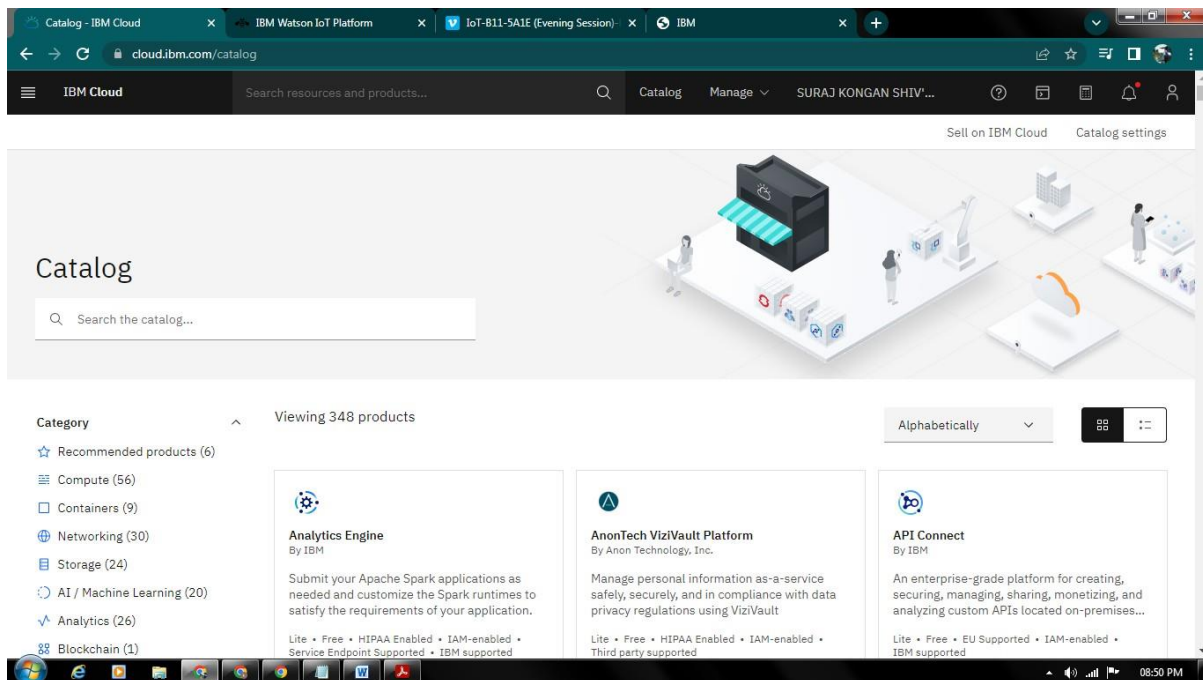 Catalog - IBM Cloud
IBM Watson IoT Platform
IoT-B11-5A1E (Evening Session)-
IBM
cloud.ibm.com/catalog
IBM Cloud
Search resources and products...
Catalog
Manage
SURAJ KONGAN SHIV'...
Sell on IBM Cloud
Catalog settings
Catalog
Search the catalog...
Category
Recommended products (6)
Compute (56)
Containers (9)
Networking (30)
Storage (24)
AI / Machine Learning (20)
Analytics (26)
Blockchain (1)
Viewing 348 products
Alphabetically
Analytics Engine
By IBM
Submit your Apache Spark applications as
needed and customize the Spark runtimes to
satisfy the requirements of your application.
Lite • Free • HIPAA Enabled • IAM-enabled •
Service Endpoint Supported • IBM supported
AnonTech ViziVault Platform
By Anon Technology, Inc.
Manage personal information as-a-service
safely, securely, and in compliance with data
privacy regulations using ViziVault
Lite • Free • HIPAA Enabled • IAM-enabled •
Third party supported
API Connect
By IBM
An enterprise-grade platform for creating,
securing, managing, sharing, monetizing, and
analyzing custom APIs located on-premises...
Lite • Free • EU Supported • IAM-enabled •
IBM supported
08:50 PM